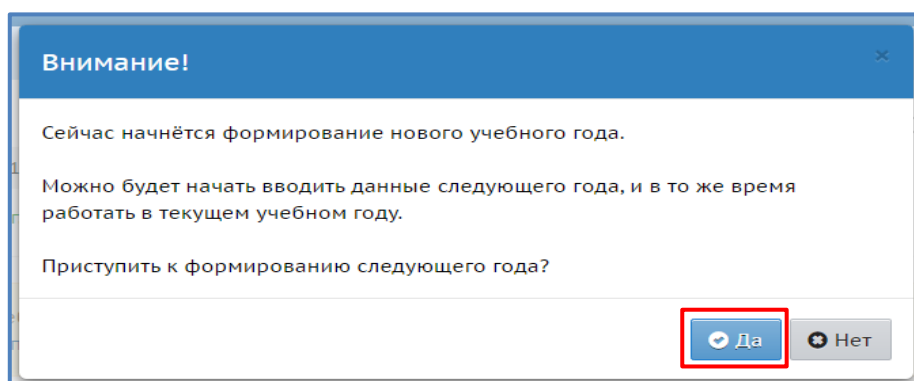 Внимание!
Сейчас начнётся формирование нового учебного года.
Можно будет начать вводить данные следующего года, и в то же время
работать в текущем учебном году.
Приступить к формированию следующего года?
Да Нет